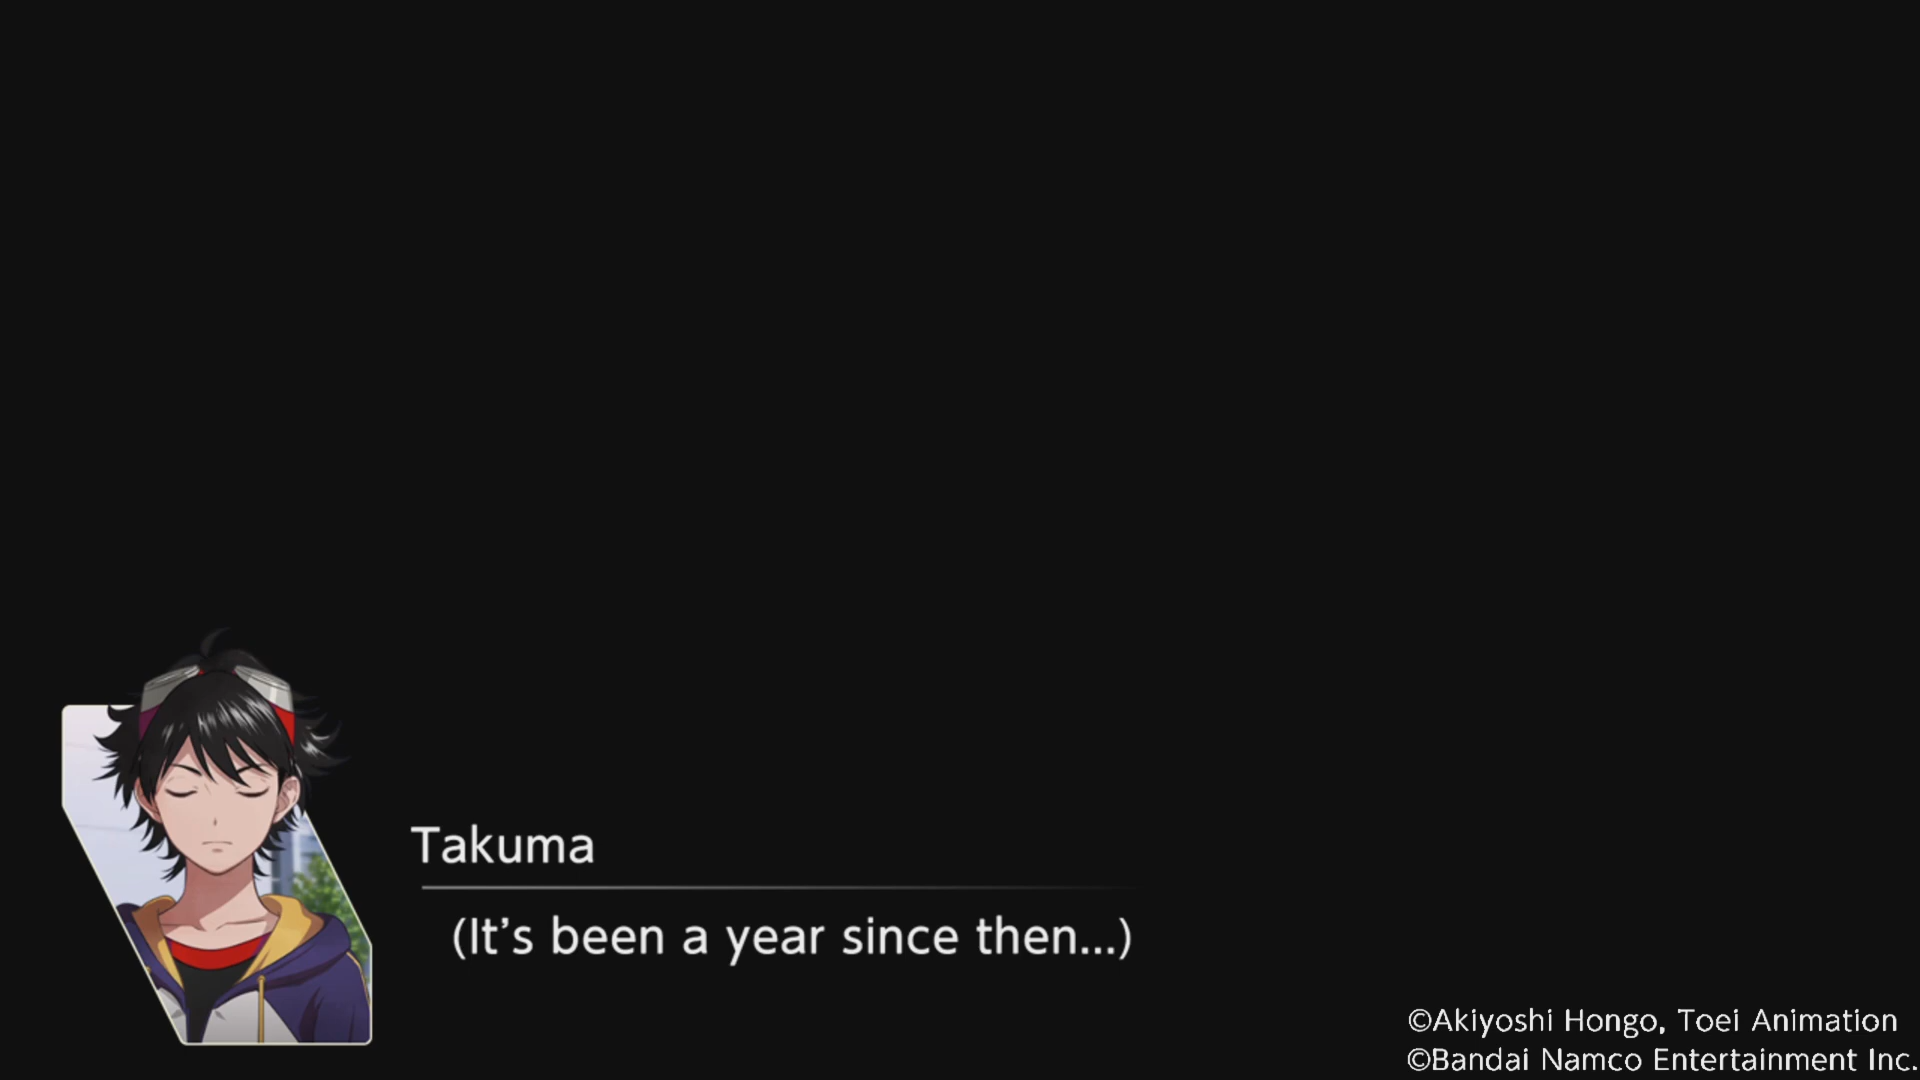 Takuma
(It’s been a year since then...)
©Akiyoshi Hongo, Toei Animation
©Bandai Namco Entertainment Inc.